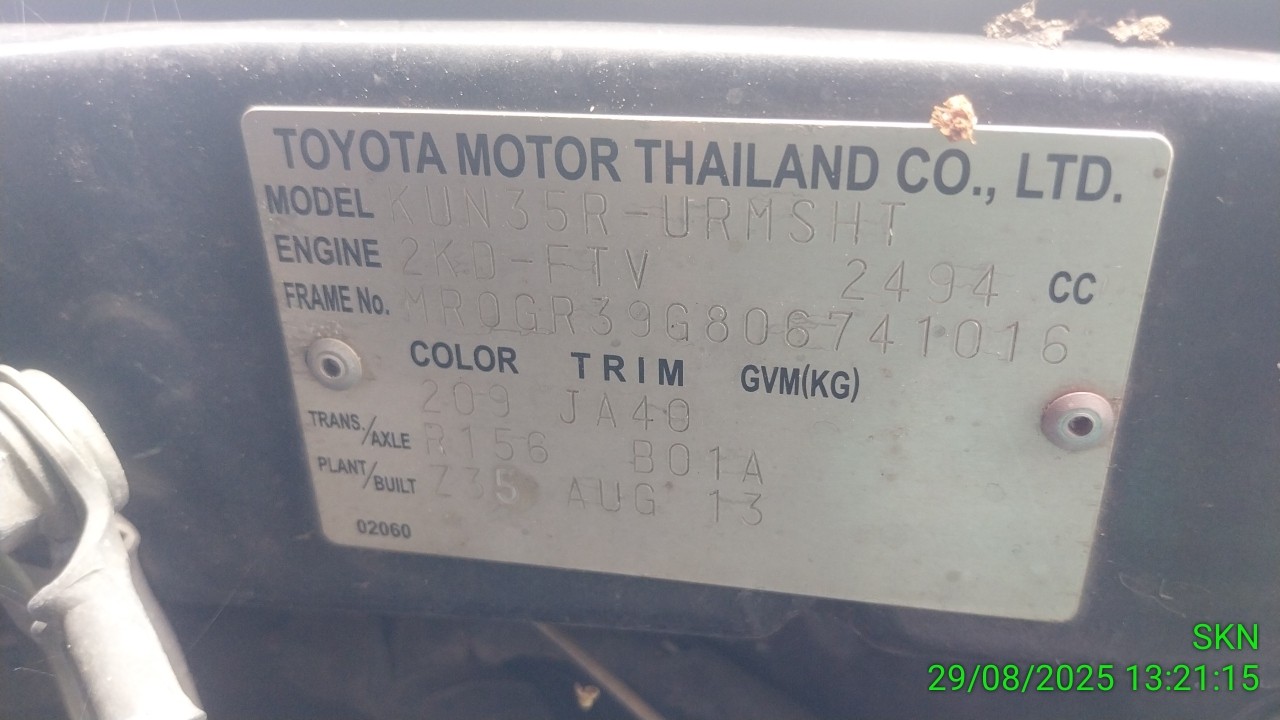 TOYOTA MOTOR THAILAND CO., LTD.
MODEL KUN35R-URMSHT
ENGINE 2KD-FTV 2494 CC
FRAME No. MR0GR39G806741016
COLOR TRIM GVM(KG)
209 JA40
TRANS./AXLE R156 B01A
PLANT/BUILT Z35 AUG 13
02060
SKN
29/08/2025 13:21:15